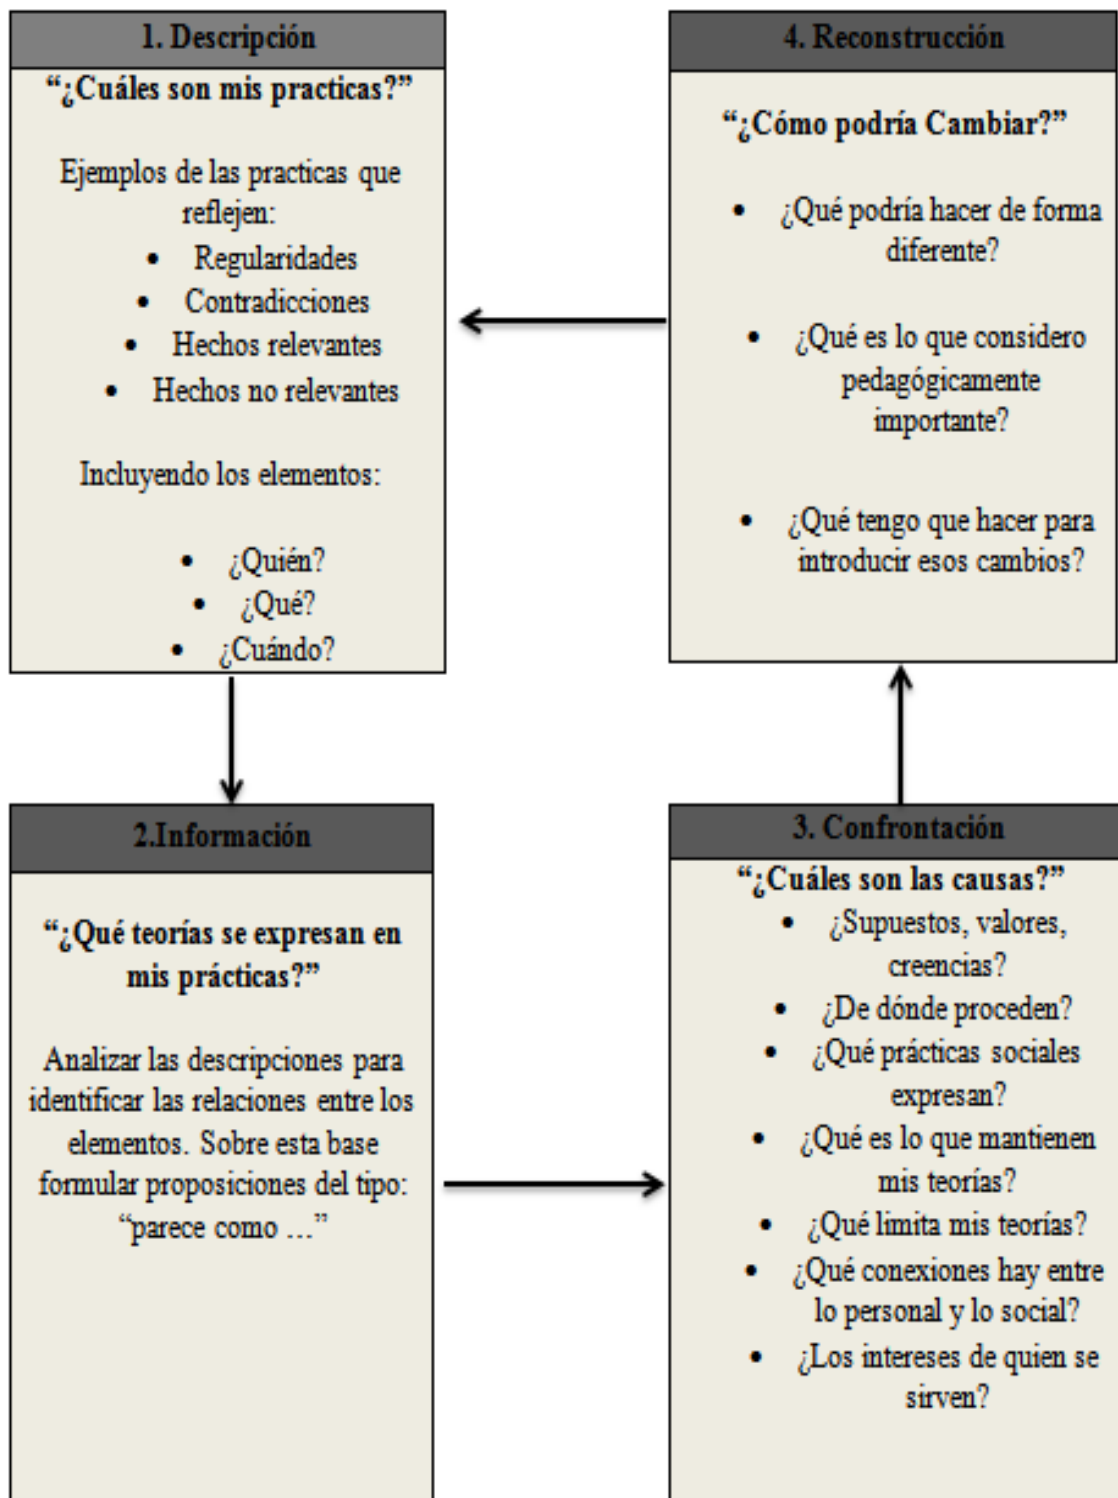 1. Descripción
“¿Cuáles son mis practicas?”
Ejemplos de las practicas que
reflejen:
• Regularidades
• Contradicciones
• Hechos relevantes
• Hechos no relevantes
Incluyendo los elementos:
• ¿Quién?
• ¿Qué?
• ¿Cuándo?
2.Información
“¿Qué teorías se expresan en
mis prácticas?”
Analizar las descripciones para
identificar las relaciones entre los
elementos. Sobre esta base
formular proposiciones del tipo:
“parece como ...”
3. Confrontación
“¿Cuáles son las causas?”
• ¿Supuestos, valores,
creencias?
• ¿De dónde proceden?
• ¿Qué prácticas sociales
expresan?
• ¿Qué es lo que mantienen
mis teorías?
• ¿Qué limita mis teorías?
• ¿Qué conexiones hay entre
lo personal y lo social?
• ¿Los intereses de quien se
sirven?
4. Reconstrucción
“¿Cómo podría Cambiar?”
• ¿Qué podría hacer de forma
diferente?
• ¿Qué es lo que considero
pedagógicamente
importante?
• ¿Qué tengo que hacer para
introducir esos cambios?